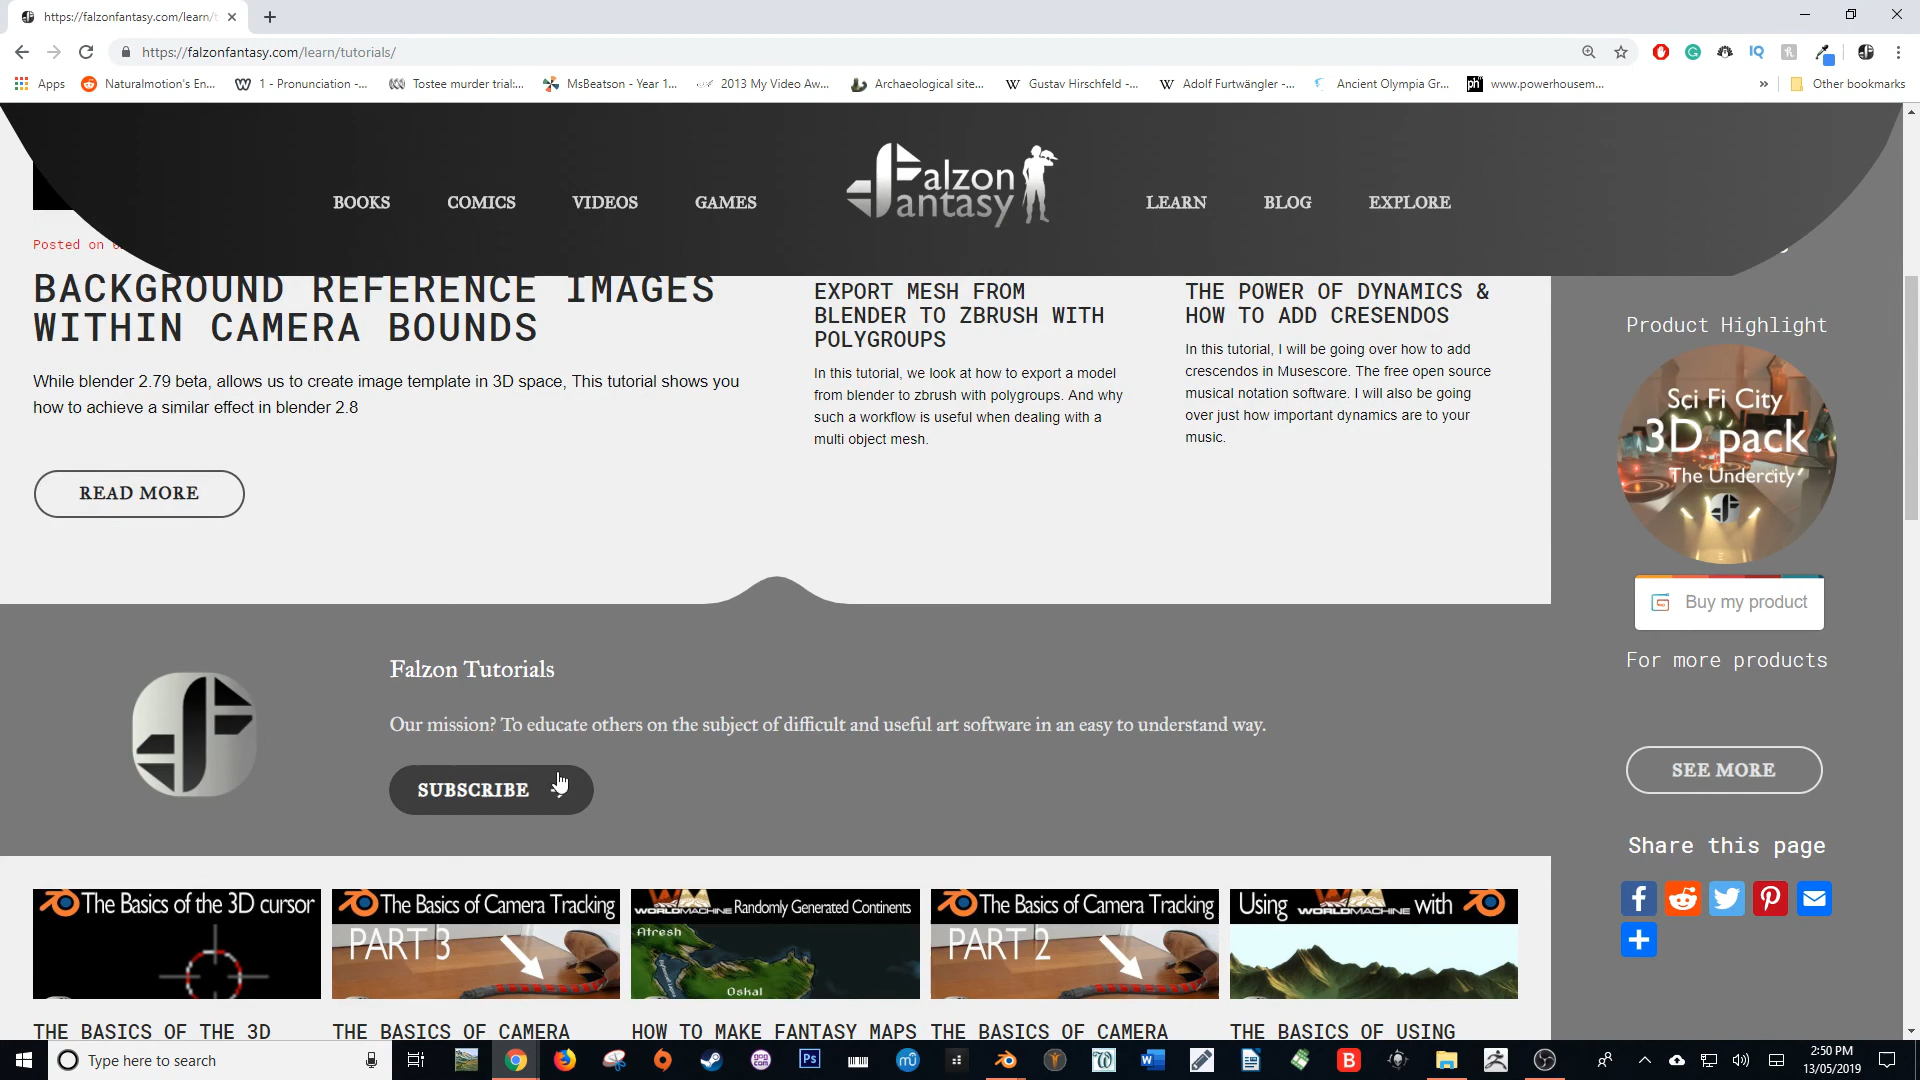 https://falzonfantasy.com/learn/t
https://falzonfantasy.com/learn/tutorials/
Apps
Naturalmotion's En...
1 - Pronunciation -...
Tostee murder trial:...
MsBeatson - Year 1...
2013 My Video Aw...
Archaeological site...
Gustav Hirschfeld -...
Adolf Furtwängler -...
Ancient Olympia Gr...
www.powerhousem...
»
Other bookmarks
BOOKS
COMICS
VIDEOS
GAMES
Falzon
Fantasy
LEARN
BLOG
EXPLORE
Posted on
BACKGROUND REFERENCE IMAGES
WITHIN CAMERA BOUNDS
While blender 2.79 beta, allows us to create image template in 3D space, This tutorial shows you
how to achieve a similar effect in blender 2.8
READ MORE
EXPORT MESH FROM
BLENDER TO ZBRUSH WITH
POLYGROUPS
In this tutorial, we look at how to export a model
from blender to zbrush with polygroups. And why
such a workflow is useful when dealing with a
multi object mesh.
THE POWER OF DYNAMICS &
HOW TO ADD CRESENDOS
In this tutorial, I will be going over how to add
crescendos in Musescore. The free open source
musical notation software. I will also be going
over just how important dynamics are to your
music.
Product Highlight
Sci Fi City
3D pack
The Undercity
Buy my product
For more products
SEE MORE
Share this page
Falzon Tutorials
Our mission? To educate others on the subject of difficult and useful art software in an easy to understand way.
SUBSCRIBE
The Basics of the 3D cursor
The Basics of Camera Tracking
PART 3
WORLDMACHINE Randomly Generated Continents
Afresh
Oskal
The Basics of Camera Tracking
PART 2
Using WORLDMACHINE with
THE BASICS OF THE 3D
THE BASICS OF CAMERA
HOW TO MAKE FANTASY MAPS
THE BASICS OF CAMERA
THE BASICS OF USING
Type here to search
2:50 PM
13/05/2019